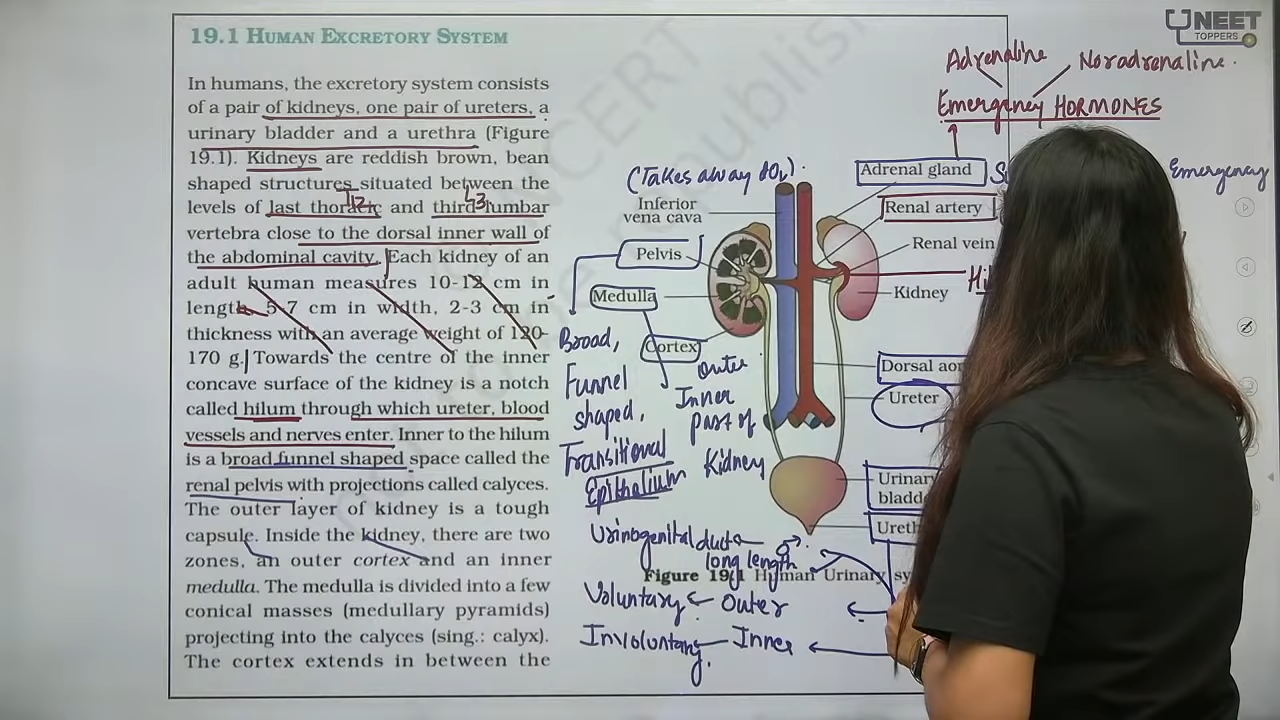 19.1 HUMAN EXCRETORY SYSTEM
In humans, the excretory system consists
of a pair of kidneys, one pair of ureters, a
urinary bladder and a urethra (Figure
19.1). Kidneys are reddish brown, bean
shaped structures situated between the
levels of last thoracic and third lumbar
vertebra close to the dorsal inner wall of
the abdominal cavity. Each kidney of an
adult human measures 10-12 cm in
length, 5-7 cm in width, 2-3 cm in
thickness with an average weight of 120-
170 g. Towards the centre of the inner
concave surface of the kidney is a notch
called hilum through which ureter, blood
vessels and nerves enter. Inner to the hilum
is a broad funnel shaped space called the
renal pelvis with projections called calyces.
The outer layer of kidney is a tough
capsule. Inside the kidney, there are two
zones, an outer cortex and an inner
medulla. The medulla is divided into a few
conical masses (medullary pyramids)
projecting into the calyces (sing.: calyx).
The cortex extends in between the
T12
L3
NEET
TOPPERS
Adrenaline Noradrenaline.
Emergency HORMONES
Emergency
(Takes away
Inferior
vena cava
Pelvis
Medulla
Cortex
Adrenal gland
Renal artery
Renal vein
Hi
Kidney
Dorsal aor
Ureter
Urinary
bladde
Ureth
Broad,
Funnel
shaped,
Transitional
Epithelium
Outer
Inner
part of
Kidney
Urinogenital duct
long length
Figure 19.1 Human Urinary sy
Voluntary Outer
Involuntary Inner